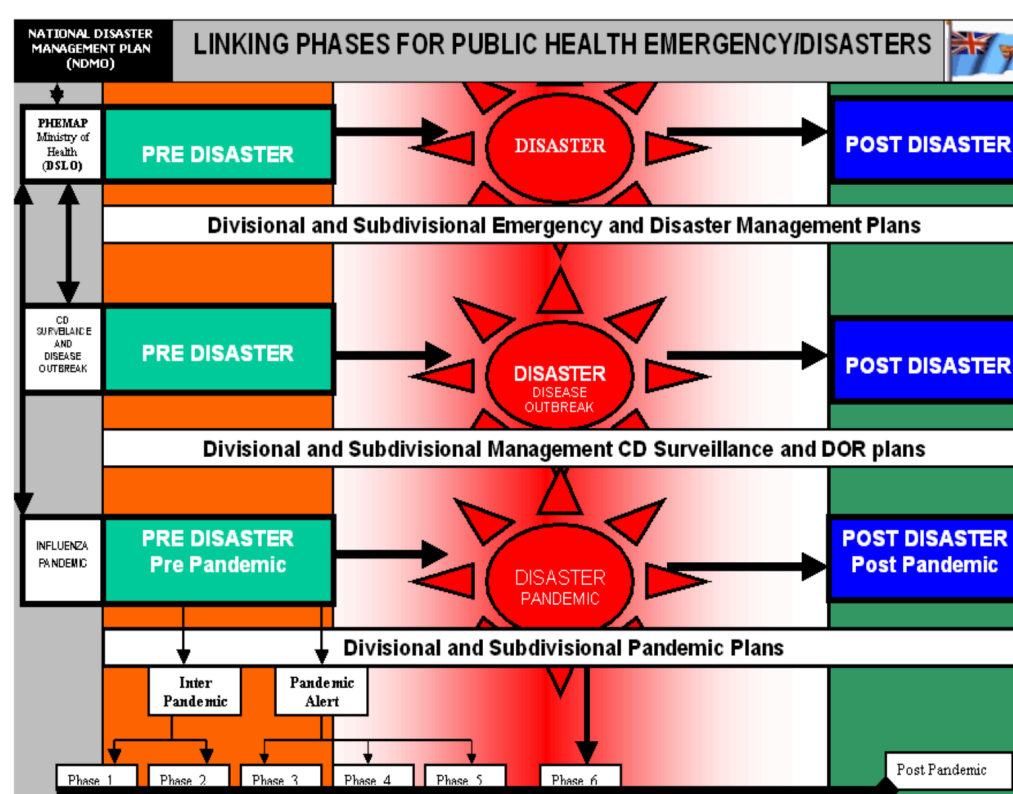 NATIONAL DISASTER
MANAGEMENT PLAN
(NDMO)
LINKING PHASES FOR PUBLIC HEALTH EMERGENCY/DISASTERS
PHEMAP
Ministry of
Health
(DSLO)
PRE DISASTER
DISASTER
POST DISASTER
Divisional and Subdivisional Emergency and Disaster Management Plans
CD
SURVEILANCE
AND
DISEASE
OUTBREAK
PRE DISASTER
DISASTER
DISEASE
OUTBREAK
POST DISASTER
Divisional and Subdivisional Management CD Surveillance and DOR plans
INFLUENZA
PANDEMIC
PRE DISASTER
Pre Pandemic
DISASTER
PANDEMIC
POST DISASTER
Post Pandemic
Divisional and Subdivisional Pandemic Plans
Inter
Pandemic
Pandemic
Alert
Phase 1
Phase 2
Phase 3
Phase 4
Phase 5
Phase 6
Post Pandemic